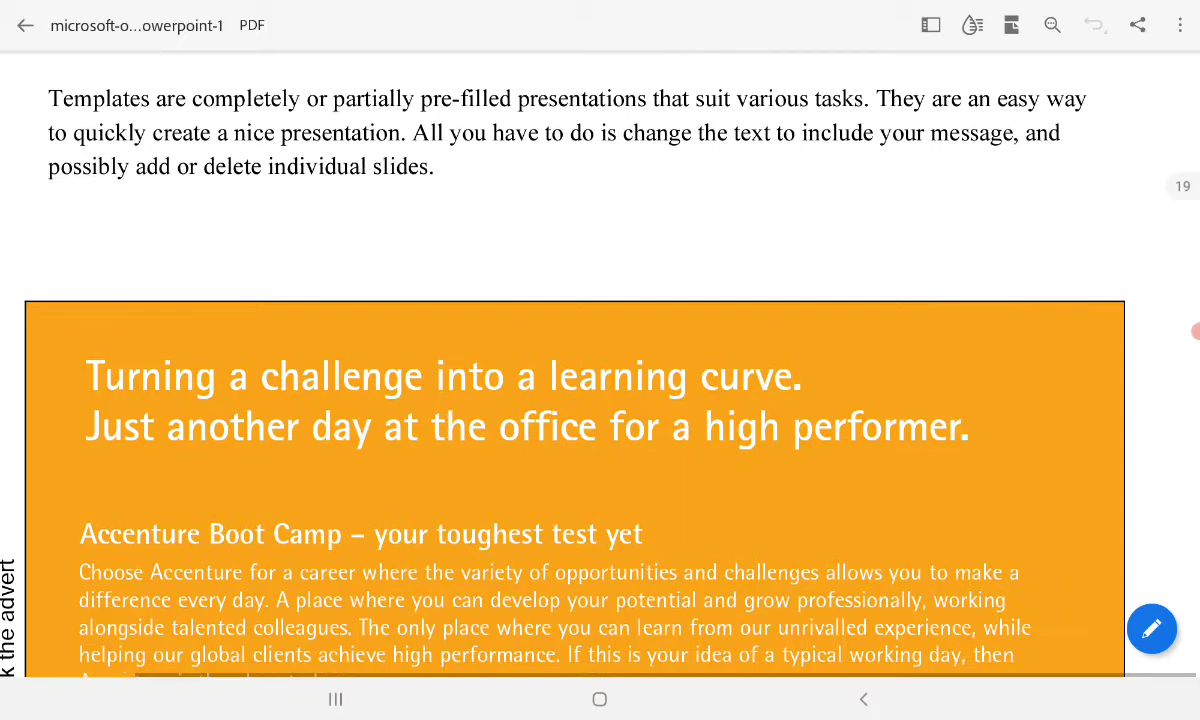 microsoft-o...owerpoint-1 PDF
Templates are completely or partially pre-filled presentations that suit various tasks. They are an easy way
to quickly create a nice presentation. All you have to do is change the text to include your message, and
possibly add or delete individual slides.
19
Turning a challenge into a learning curve.
Just another day at the office for a high performer.
Accenture Boot Camp – your toughest test yet
Choose Accenture for a career where the variety of opportunities and challenges allows you to make a
difference every day. A place where you can develop your potential and grow professionally, working
alongside talented colleagues. The only place where you can learn from our unrivalled experience, while
helping our global clients achieve high performance. If this is your idea of a typical working day, then
k the advert